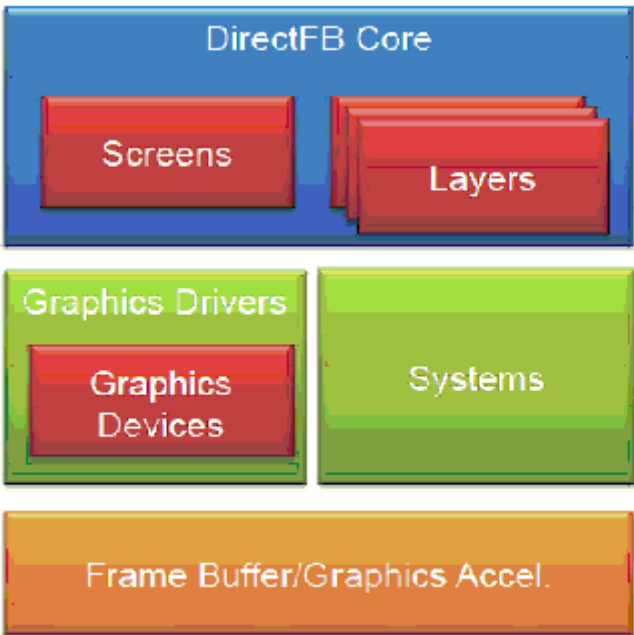 DirectFB Core
Screens
Layers
Graphics Drivers
Graphics
Devices
Systems
Frame Buffer/Graphics Accel.